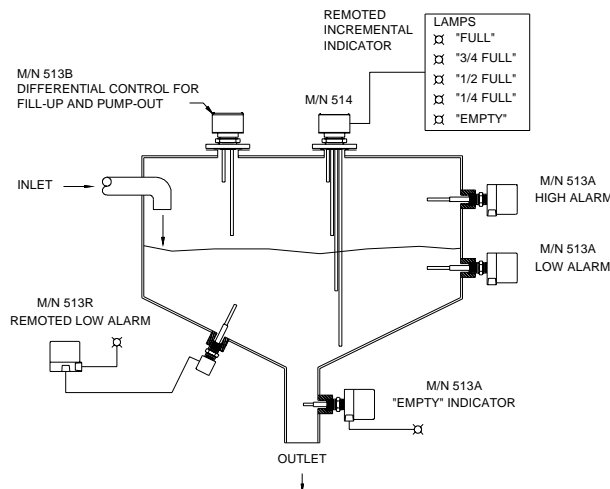 REMOTED
INCREMENTAL
INDICATOR
LAMPS
"FULL"
"3/4 FULL"
"1/2 FULL"
"1/4 FULL"
"EMPTY"
M/N 513B
DIFFERENTIAL CONTROL FOR
FILL-UP AND PUMP-OUT
M/N 514
INLET
M/N 513A
HIGH ALARM
M/N 513A
LOW ALARM
M/N 513R
REMOTED LOW ALARM
M/N 513A
"EMPTY" INDICATOR
OUTLET